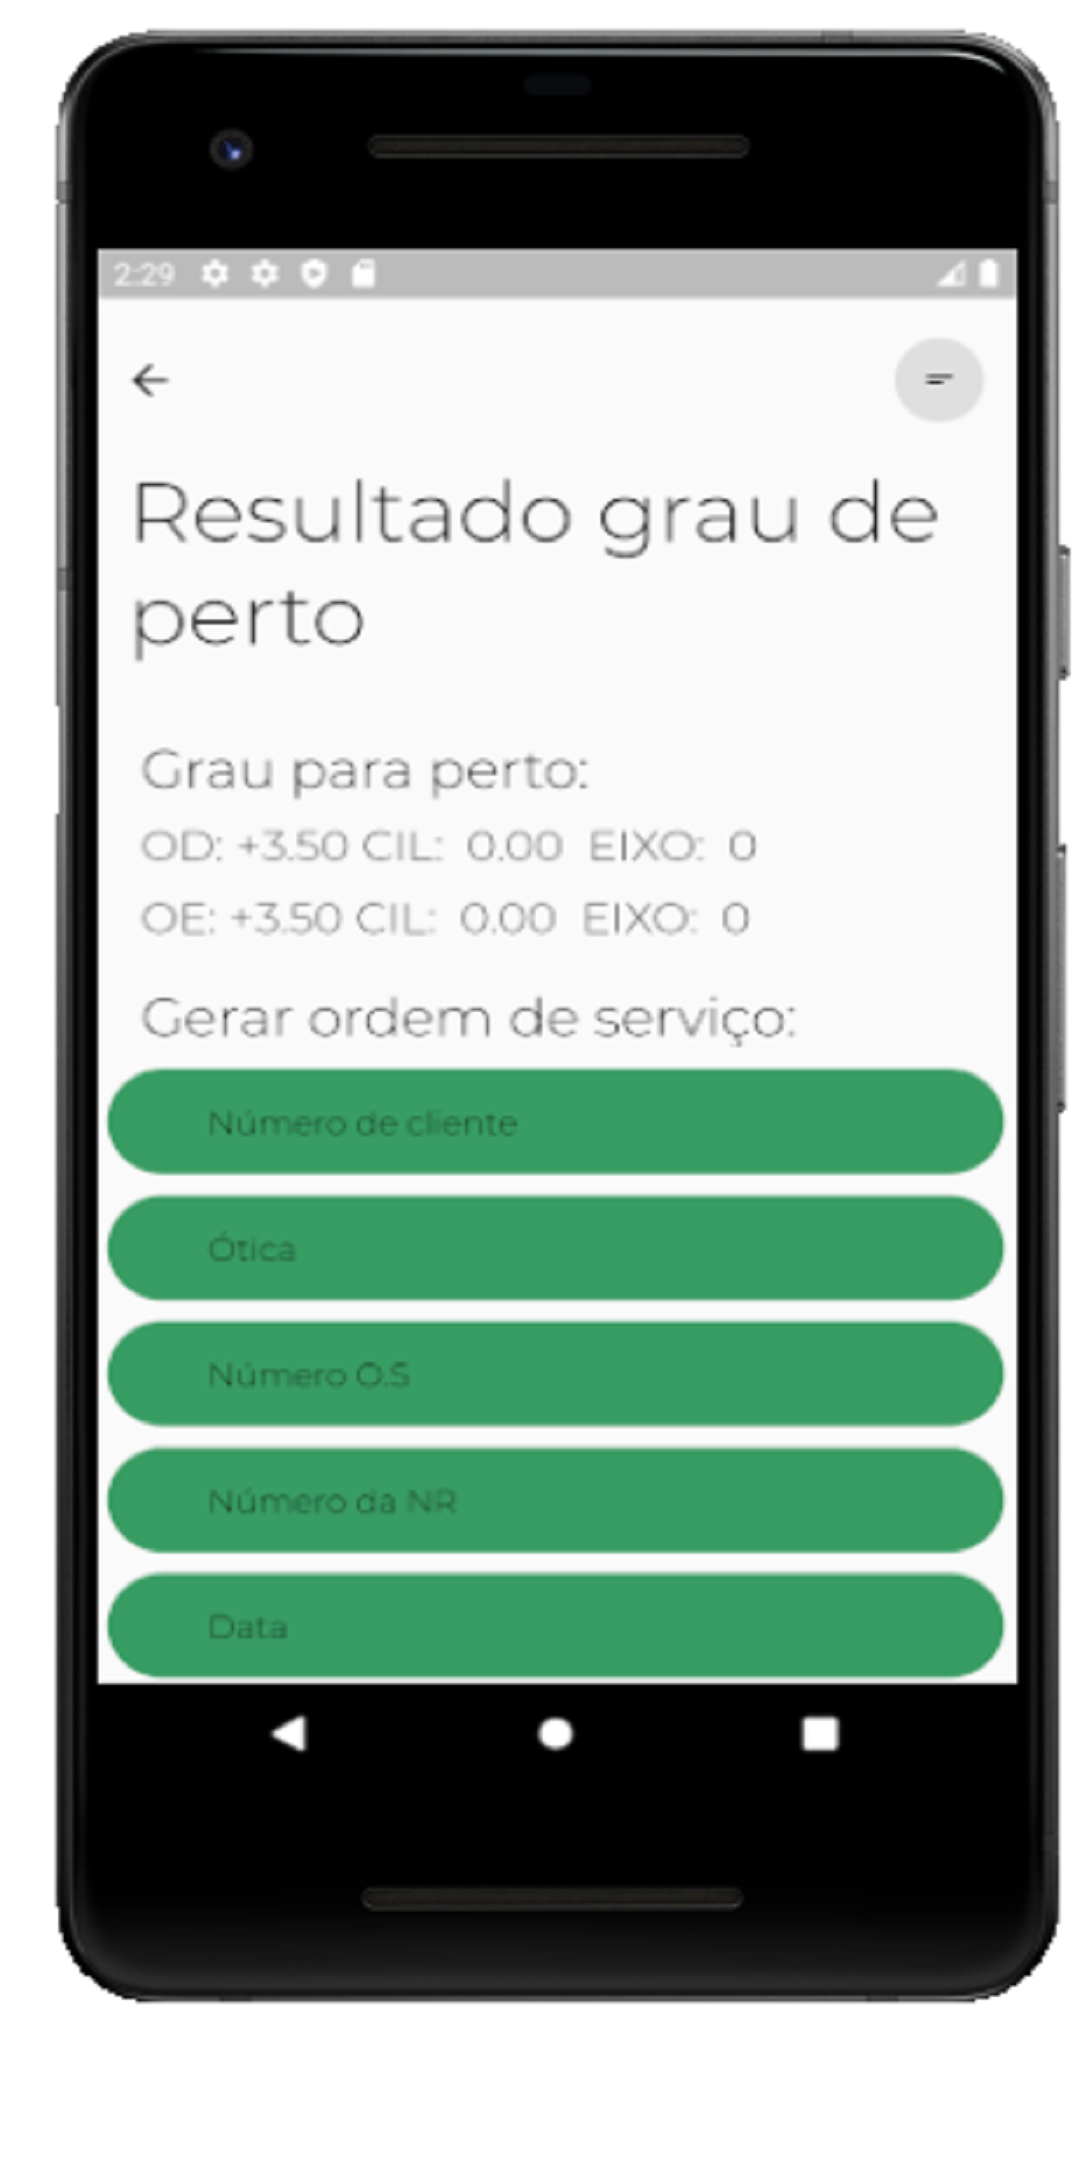 2:29
Resultado grau de
perto
Grau para perto:
OD: +3.50 CIL: 0.00 EIXO: 0
OE: +3.50 CIL: 0.00 EIXO: 0
Gerar ordem de serviço:
Número de cliente
Ótica
Número O.S
Número da NR
Data